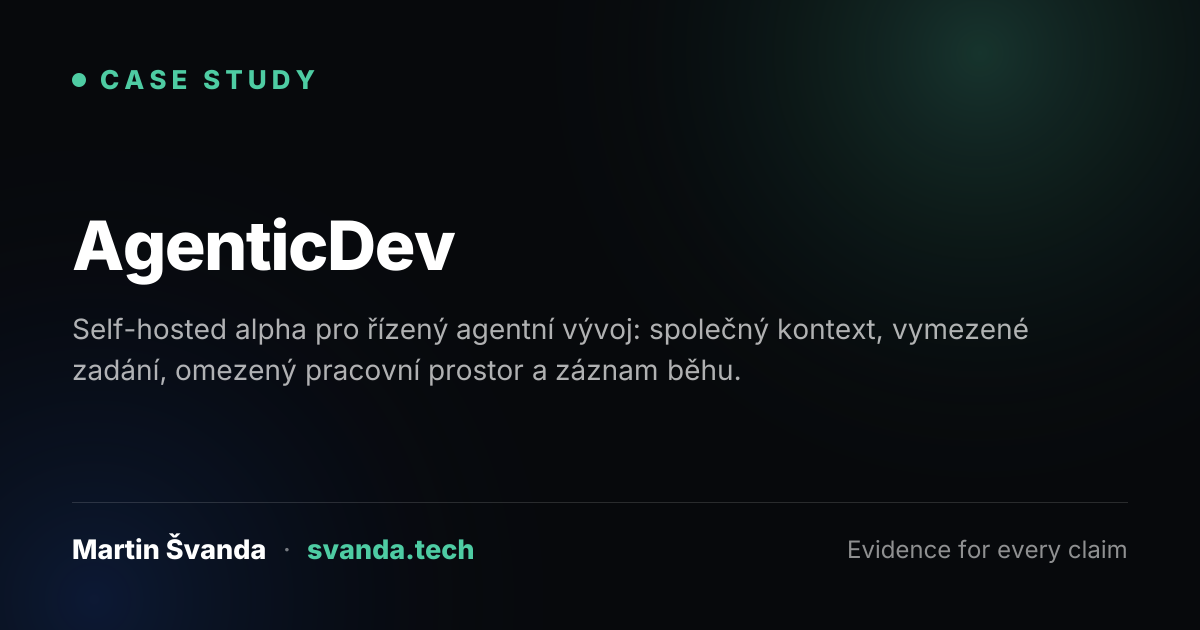 CASE STUDY
AgenticDev
Self-hosted alpha pro řízený agentní vývoj: společný kontext, vymezené
zadání, omezený pracovní prostor a záznam běhu.
Martin Švanda · svanda.tech
Evidence for every claim